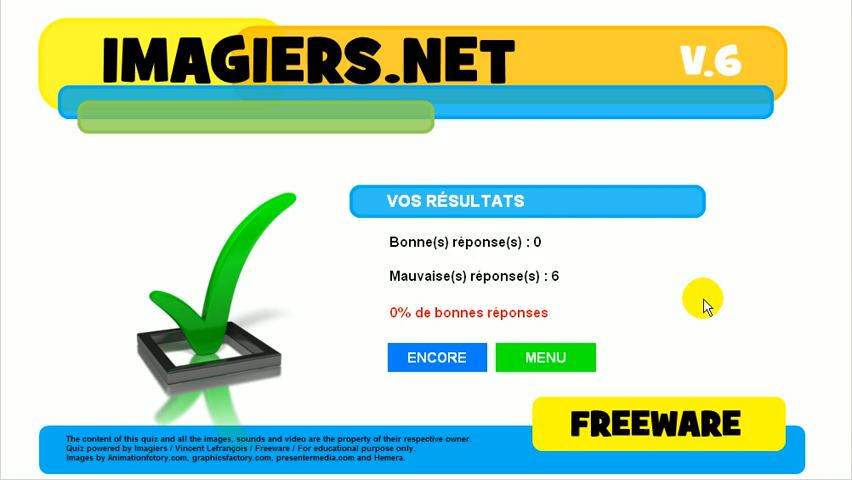 IMAGIERS.NET
V.6
VOS RÉSULTATS
Bonne(s) réponse(s) : 0
Mauvaise(s) réponse(s) : 6
0% de bonnes réponses
ENCORE
MENU
FREEWARE
The content of this quiz and all the images, sounds and video are the property of their respective owner.
Quiz powered by Imagiers / Vincent Lefrançois / Freeware / For educational purpose only.
Images by Animationfctory.com, graphicsfactory.com, presentermedia.com and Hemera.